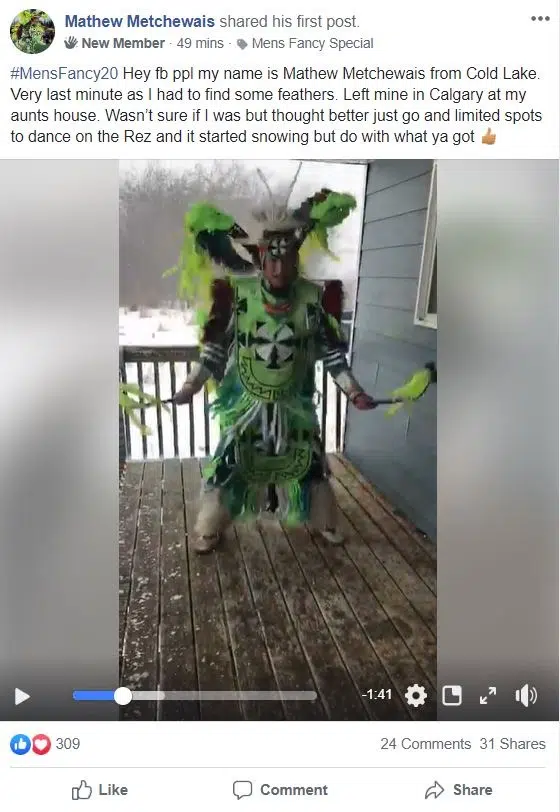 Mathew Metchewais shared his first post.
New Member · 49 mins · Mens Fancy Special
#MensFancy20 Hey fb ppl my name is Mathew Metchewais from Cold Lake.
Very last minute as I had to find some feathers. Left mine in Calgary at my
aunts house. Wasn't sure if I was but thought better just go and limited spots
to dance on the Rez and it started snowing but do with what ya got 👍🏽
-1:41
309
24 Comments 31 Shares
Like Comment Share